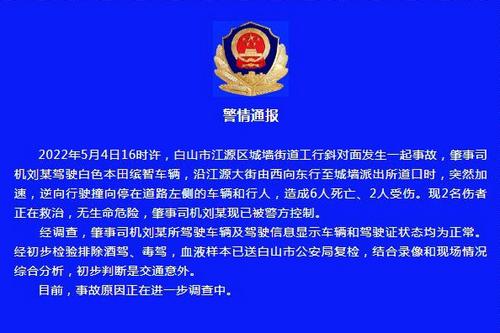 警情通报
2022年5月4日16时许，白山市江源区城墙街道工行斜对面发生一起事故，肇事司
机刘某驾驶白色本田缤智车辆，沿江源大街由西向东行至城墙派出所道口时，突然加
速，逆向行驶撞向停在道路左侧的车辆和行人，造成6人死亡、2人受伤。现2名伤者
正在救治，无生命危险，肇事司机刘某现已被警方控制。
经调查，肇事司机刘某所驾驶车辆及驾驶信息显示车辆和驾驶证状态均为正常。
经初步检验排除酒驾、毒驾，血液样本已送白山市公安局复检，结合录像和现场情况
综合分析，初步判断是交通意外。
目前，事故原因正在进一步调查中。